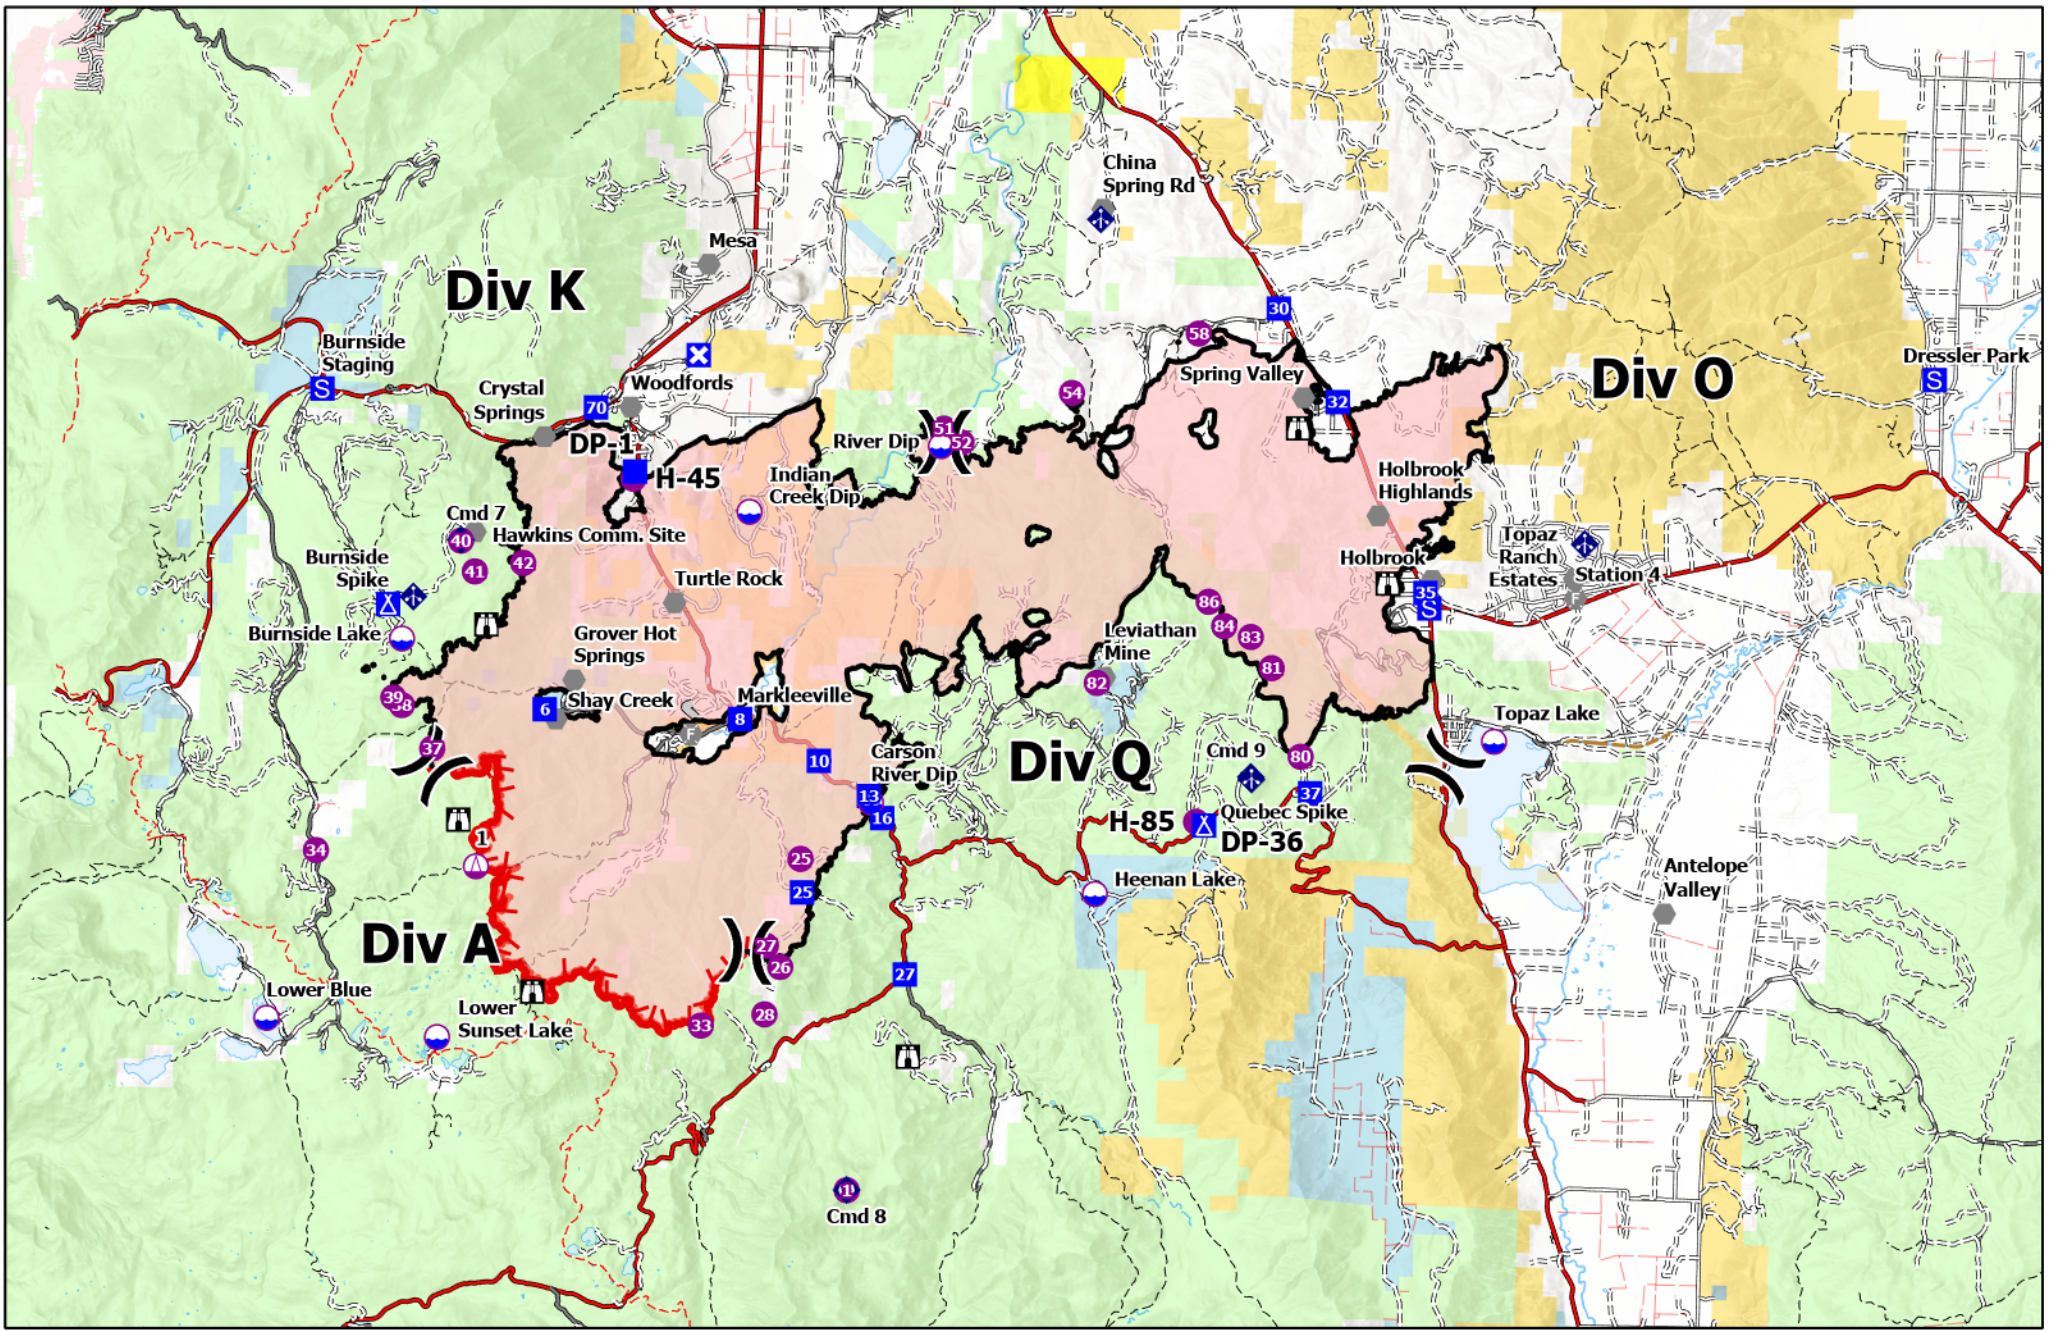 China
Spring Rd
Mesa
Div K
30
Burnside
Staging
S
58
Dressler Park
S
Div O
Spring Valley
Woodfords
Crystal
Springs
70
54
32
DP-1
River Dip
51
52
H-45
Indian
Creek Dip
Holbrook
Highlands
Cmd 7
40
Hawkins Comm. Site
41
42
Topaz
Ranch
Estates
Station 4
F
Burnside
Spike
Turtle Rock
Holbrook
35
S
86
84
83
81
Burnside Lake
Grover Hot
Springs
Leviathan
Mine
82
39
38
6
Shay Creek
Markleeville
8
F
Topaz Lake
37
10
Carson
River Dip
Div Q
Cmd 9
80
13
16
37
H-85
Quebec Spike
DP-36
1
34
25
25
Heenan Lake
Antelope
Valley
Div A
27
26
27
Lower Blue
Lower
Sunset Lake
28
33
1
Cmd 8